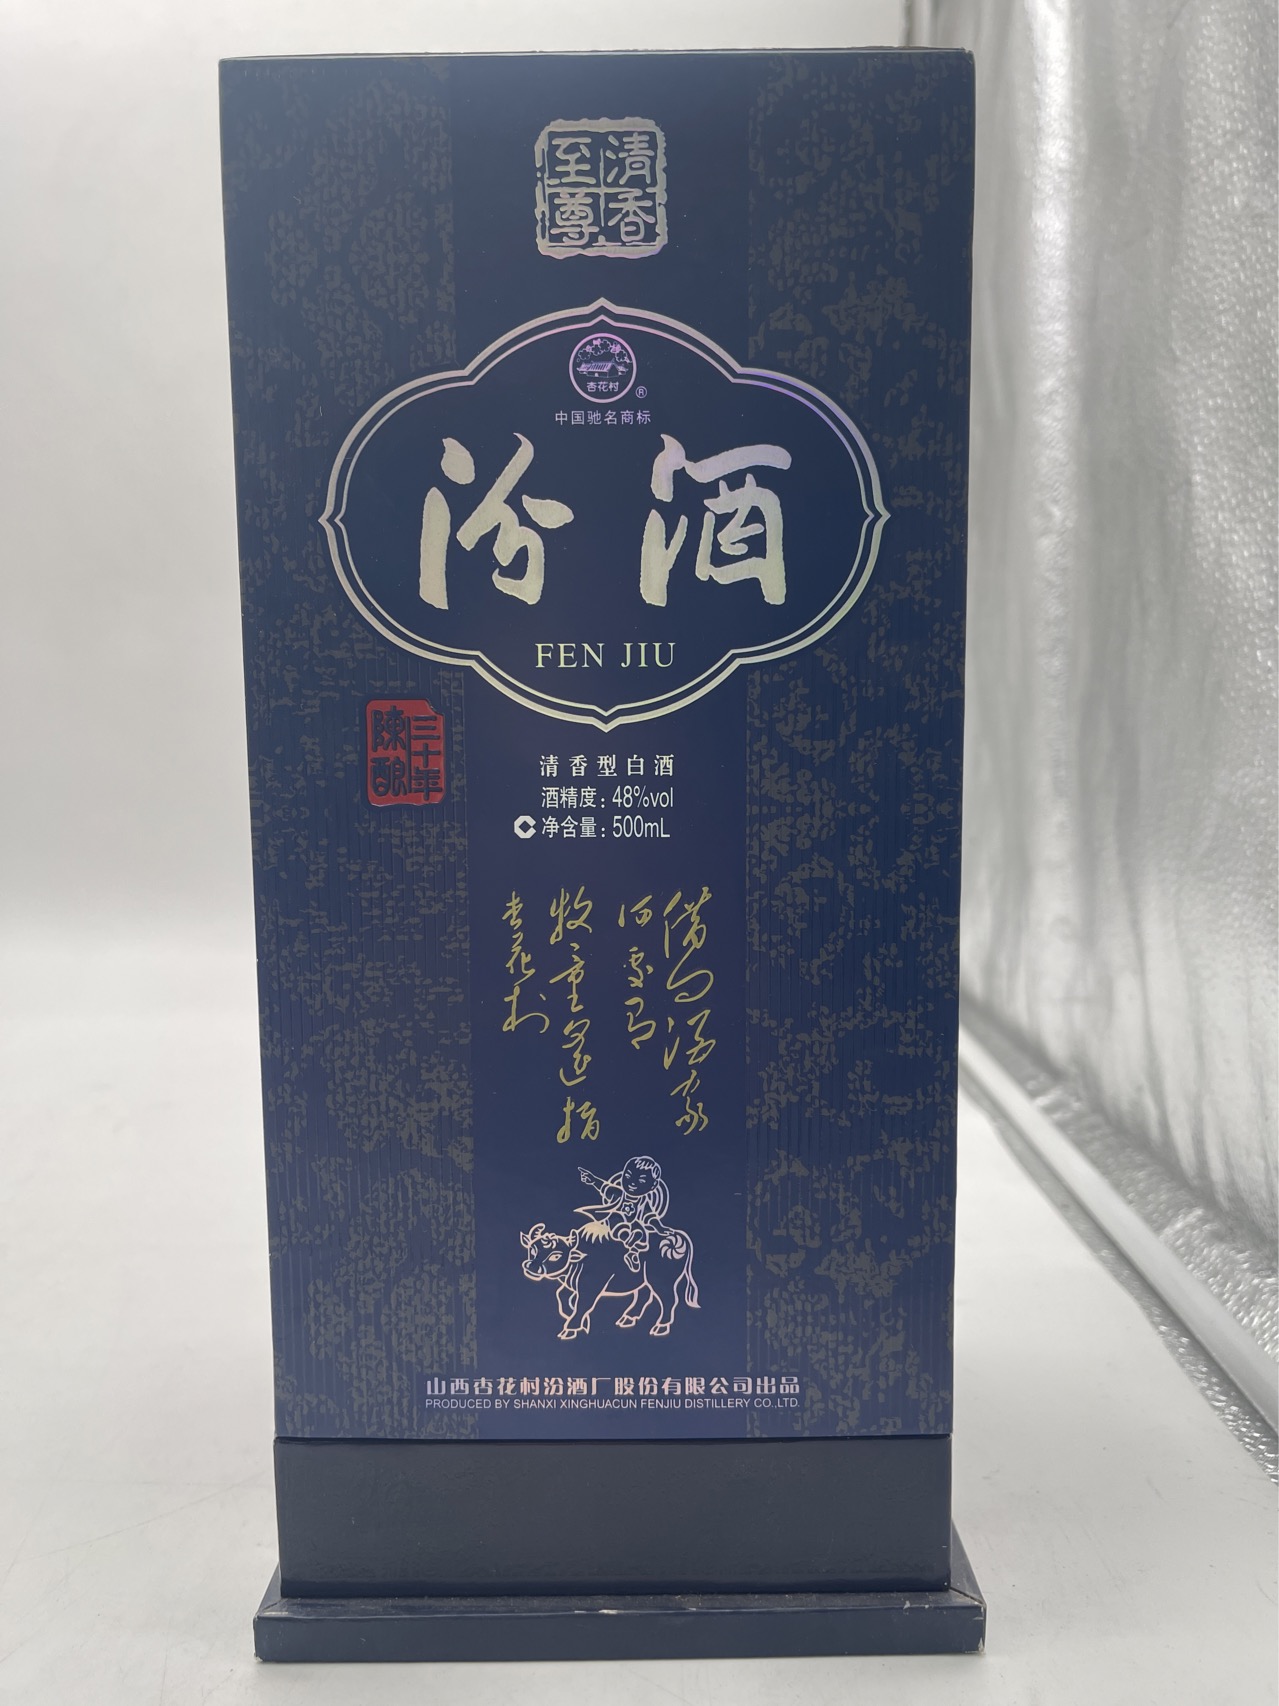 清香
至尊
杏花村
®
中国驰名商标
汾酒
FEN JIU
三十年
陳酿
清香型白酒
酒精度：48%vol
净含量：500mL
借问酒家
何处有
牧童遥指
杏花村
山西杏花村汾酒厂股份有限公司出品
PRODUCED BY SHANXI XINGHUACUN FENJIU DISTILLERY CO.,LTD.